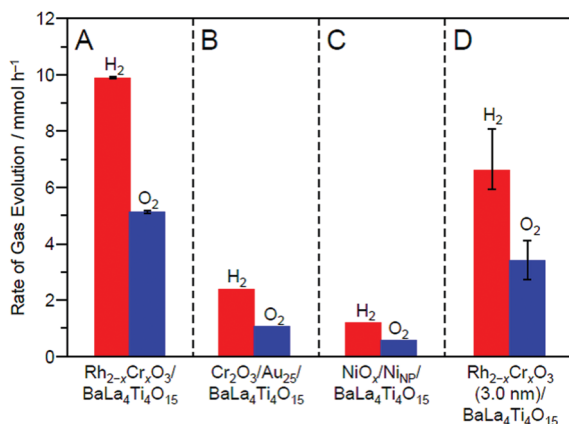 12
10
8
6
4
2
0
Rate of Gas Evolution / mmol h⁻¹
A
B
C
D
H₂
O₂
H₂
O₂
H₂
O₂
H₂
O₂
Rh₂₋ₓCrₓO₃/
BaLa₄Ti₄O₁₅
Cr₂O₃/Au₂₅/
BaLa₄Ti₄O₁₅
NiOₓ/Ni_NP/
BaLa₄Ti₄O₁₅
Rh₂₋ₓCrₓO₃
(3.0 nm)/
BaLa₄Ti₄O₁₅